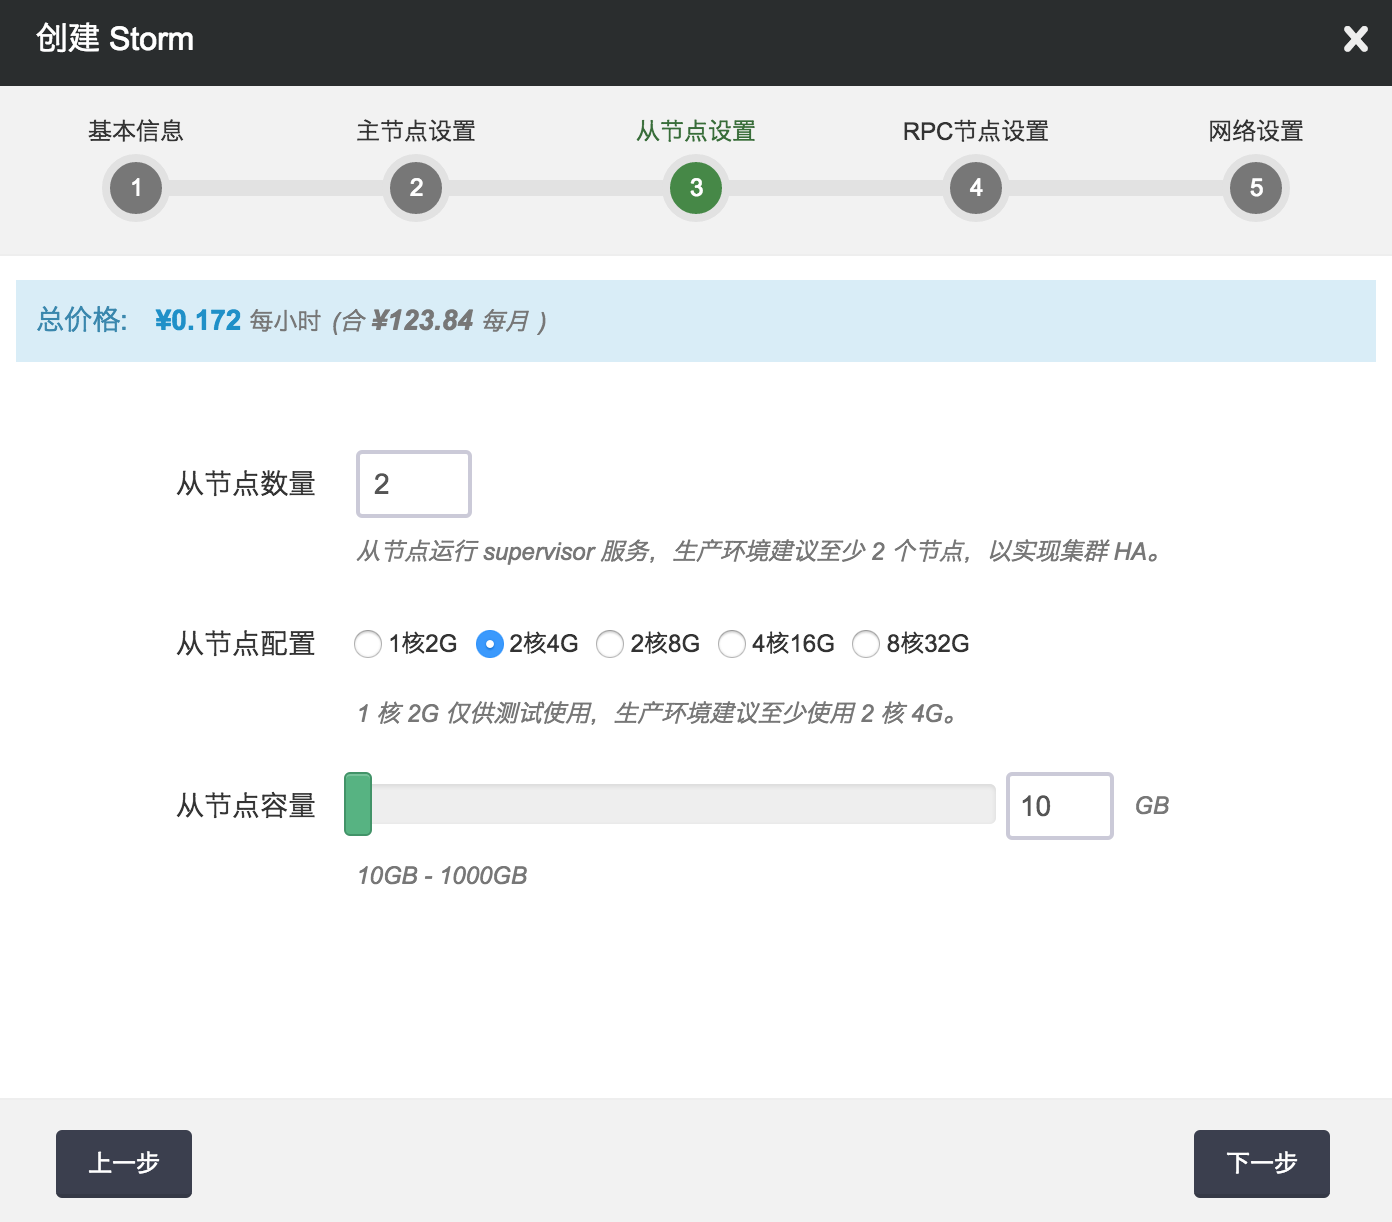 创建 Storm
基本信息 主节点设置 从节点设置 RPC节点设置 网络设置
1 2 3 4 5
总价格: ¥0.172 每小时 (合 ¥123.84 每月 )
从节点数量 2
从节点运行 supervisor 服务，生产环境建议至少 2 个节点，以实现集群 HA。
从节点配置 1核2G 2核4G 2核8G 4核16G 8核32G
1 核 2G 仅供测试使用，生产环境建议至少使用 2 核 4G。
从节点容量 10 GB
10GB - 1000GB
上一步 下一步